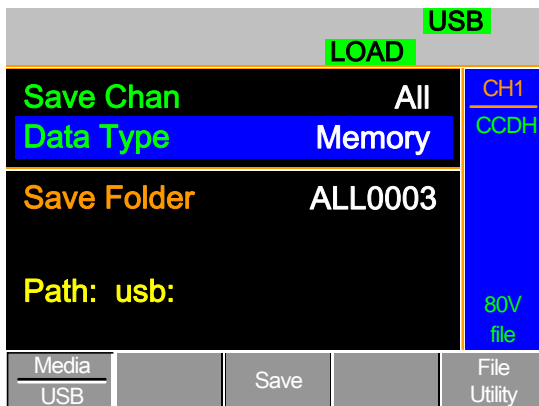 USB
LOAD
Save Chan All
Data Type Memory
Save Folder ALL0003
Path: usb:
CH1
CCDH
80V
file
Media
USB
Save
File
Utility